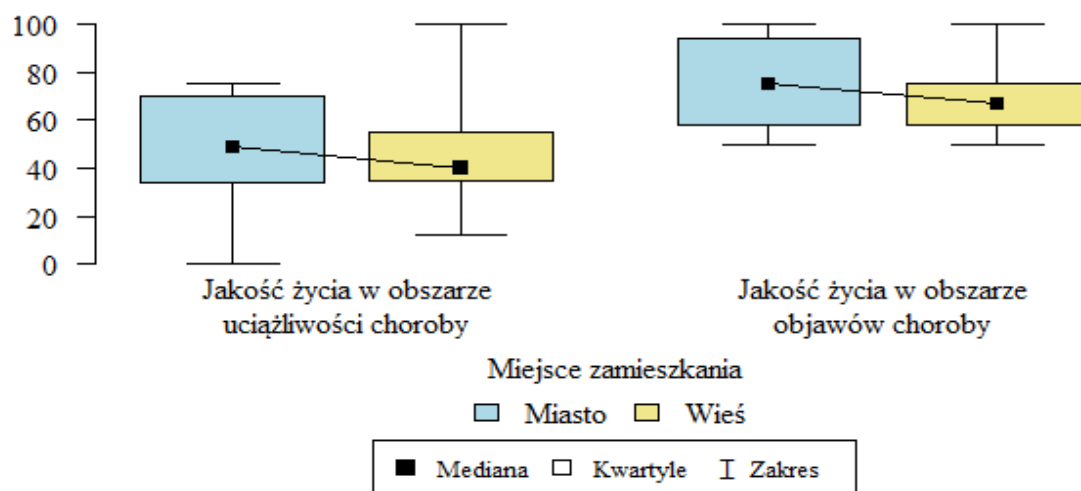 100
80
60
40
20
0
Jakość życia w obszarze
uciążliwości choroby
Jakość życia w obszarze
objawów choroby
Miejsce zamieszkania
Miasto Wieś
Mediana Kwartyle Zakres